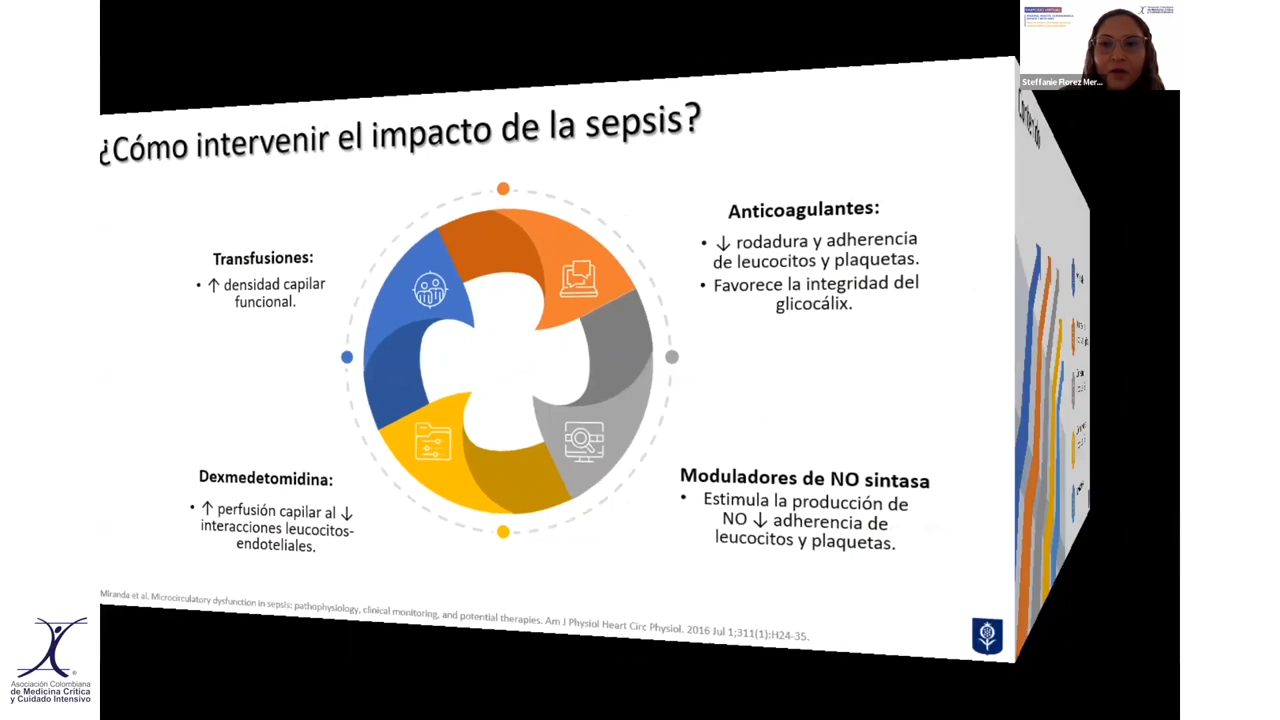 SIMPOSIO VIRTUAL
Steffanie Florez Mer...
Contenido
¿Cómo intervenir el impacto de la sepsis?
Transfusiones:
• ↑ densidad capilar
funcional.
Anticoagulantes:
• ↓ rodadura y adherencia
de leucocitos y plaquetas.
• Favorece la integridad del
glicocálix.
Dexmedetomidina:
• ↑ perfusión capilar al ↓
interacciones leucocitos-
endoteliales.
Moduladores de NO sintasa
• Estimula la producción de
NO ↓ adherencia de
leucocitos y plaquetas.
Miranda et al. Microcirculatory dysfunction in sepsis: pathophysiology, clinical monitoring, and potential therapies. Am J Physiol Heart Circ Physiol. 2016 Jul 1;311(1):H24-35.
Asociación Colombiana
de Medicina Crítica
y Cuidado Intensivo